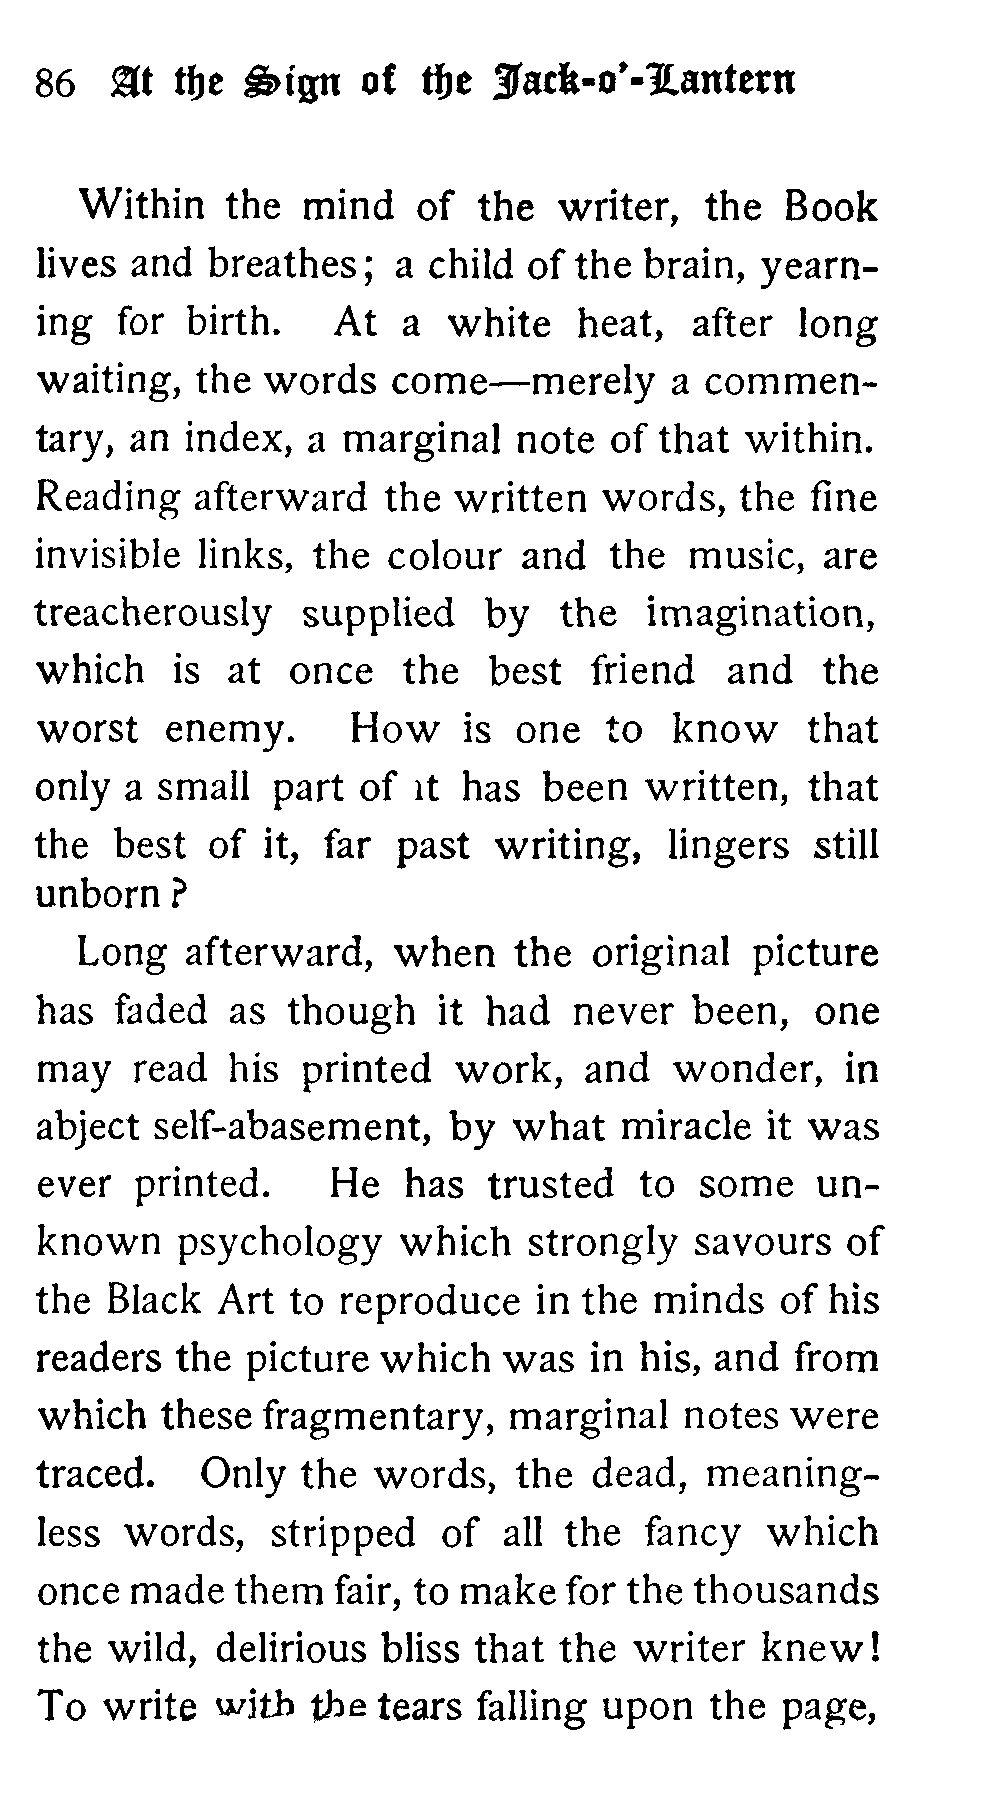 86 At the Sign of the Jack-o'-Lantern
Within the mind of the writer, the Book
lives and breathes; a child of the brain, yearn-
ing for birth. At a white heat, after long
waiting, the words come—merely a commen-
tary, an index, a marginal note of that within.
Reading afterward the written words, the fine
invisible links, the colour and the music, are
treacherously supplied by the imagination,
which is at once the best friend and the
worst enemy. How is one to know that
only a small part of it has been written, that
the best of it, far past writing, lingers still
unborn?
Long afterward, when the original picture
has faded as though it had never been, one
may read his printed work, and wonder, in
abject self-abasement, by what miracle it was
ever printed. He has trusted to some un-
known psychology which strongly savours of
the Black Art to reproduce in the minds of his
readers the picture which was in his, and from
which these fragmentary, marginal notes were
traced. Only the words, the dead, meaning-
less words, stripped of all the fancy which
once made them fair, to make for the thousands
the wild, delirious bliss that the writer knew!
To write with the tears falling upon the page,